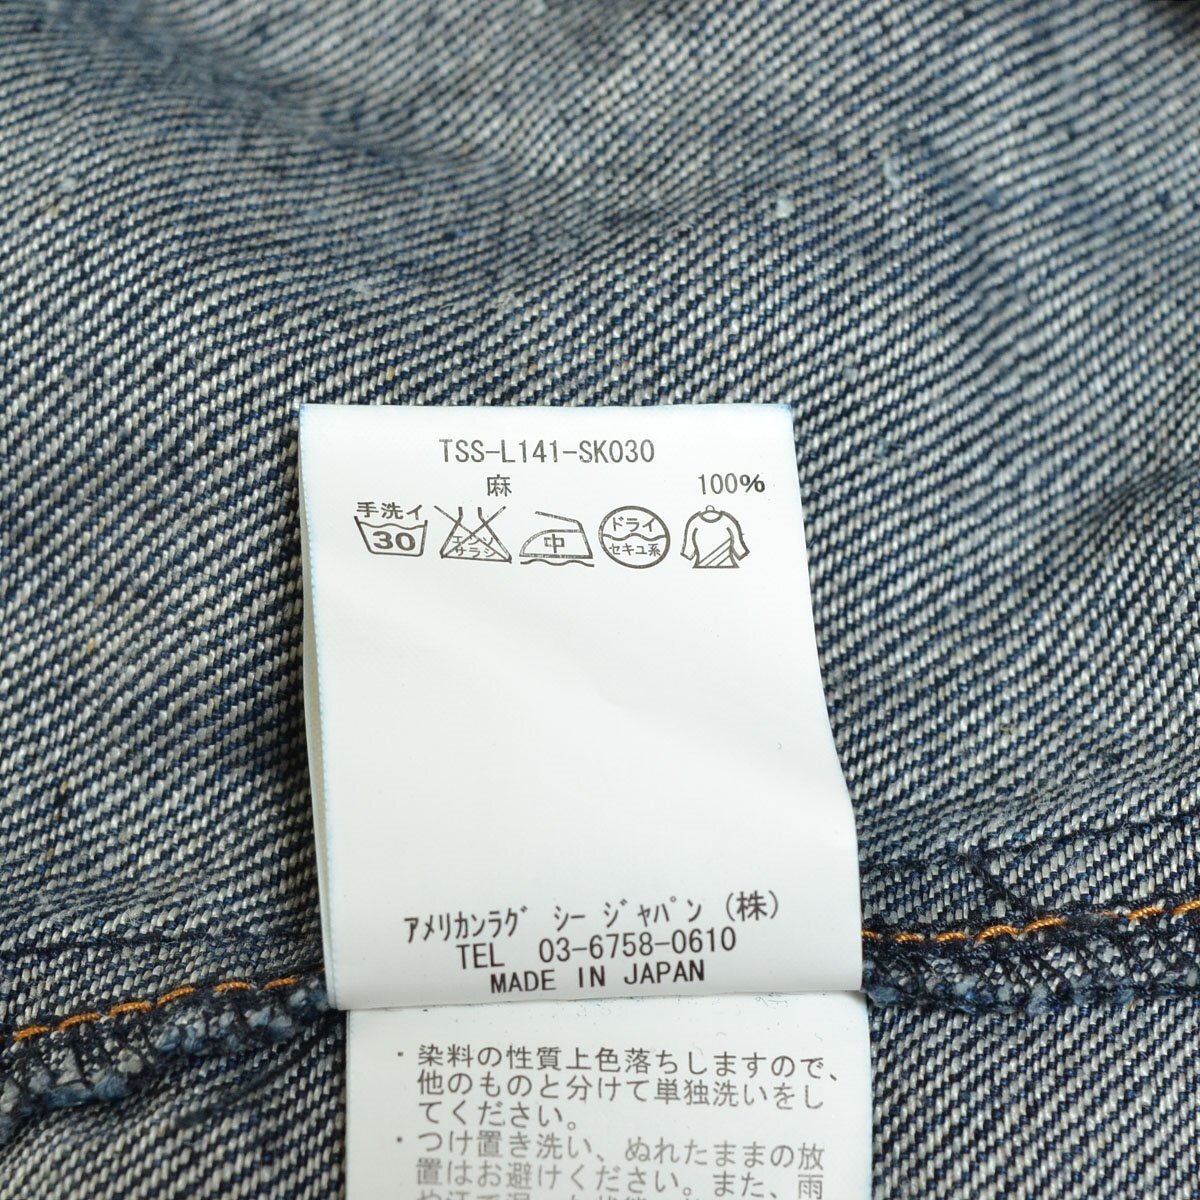 TSS-L141-SK030
麻 100%
手洗イ
30
エンソ
サラシ
中
ドライ
セキユ系
アメリカンラグ シー ジャパン (株)
TEL 03-6758-0610
MADE IN JAPAN
・染料の性質上色落ちしますので、
他のものと分けて単独洗いをし
てください。
・つけ置き洗い、ぬれたままの放
置はお避けください。また、雨